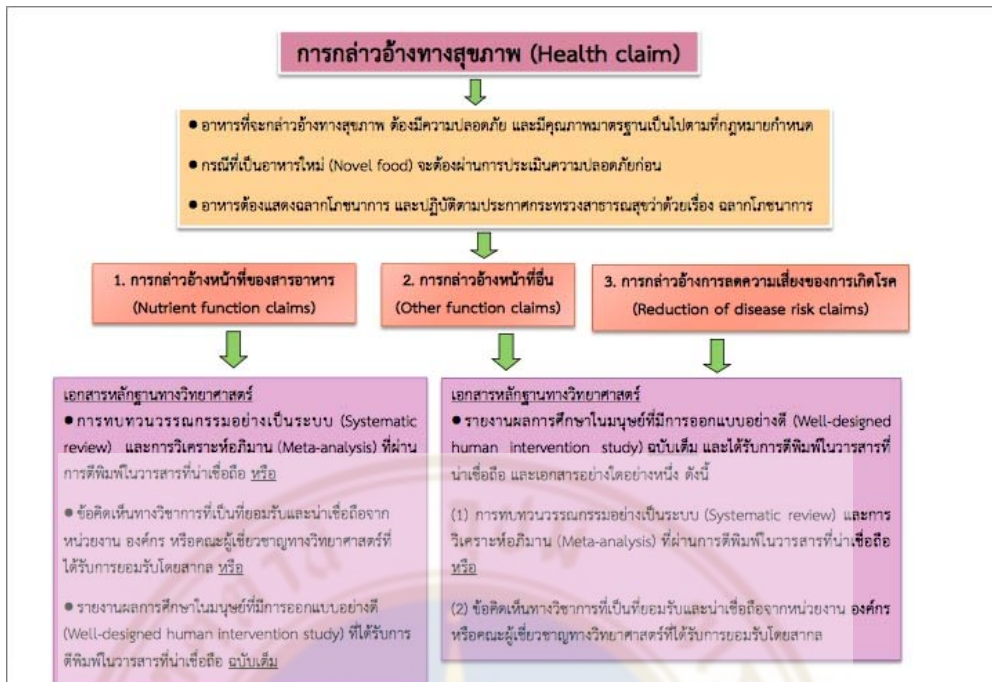 การกล่าวอ้างทางสุขภาพ (Health claim)
● อาหารที่จะกล่าวอ้างทางสุขภาพ ต้องมีความปลอดภัย และมีคุณภาพมาตรฐานเป็นไปตามที่กฎหมายกำหนด
● กรณีที่เป็นอาหารใหม่ (Novel food) จะต้องผ่านการประเมินความปลอดภัยก่อน
● อาหารต้องแสดงฉลากโภชนาการ และปฏิบัติตามประกาศกระทรวงสาธารณสุขว่าด้วยเรื่อง ฉลากโภชนาการ
1. การกล่าวอ้างหน้าที่ของสารอาหาร
(Nutrient function claims)
2. การกล่าวอ้างหน้าที่อื่น
(Other function claims)
3. การกล่าวอ้างการลดความเสี่ยงของการเกิดโรค
(Reduction of disease risk claims)
เอกสารหลักฐานทางวิทยาศาสตร์
● การทบทวนวรรณกรรมอย่างเป็นระบบ (Systematic
review) และการวิเคราะห์อภิมาน (Meta-analysis) ที่ผ่าน
การตีพิมพ์ในวารสารที่น่าเชื่อถือ หรือ
● ข้อคิดเห็นทางวิชาการที่เป็นที่ยอมรับและน่าเชื่อถือจาก
หน่วยงาน องค์กร หรือคณะผู้เชี่ยวชาญทางวิทยาศาสตร์ที่
ได้รับการยอมรับโดยสากล หรือ
● รายงานผลการศึกษาในมนุษย์ที่มีการออกแบบอย่างดี
(Well-designed human intervention study) ที่ได้รับการ
ตีพิมพ์ในวารสารที่น่าเชื่อถือ ฉบับเต็ม
เอกสารหลักฐานทางวิทยาศาสตร์
● รายงานผลการศึกษาในมนุษย์ที่มีการออกแบบอย่างดี (Well-designed
human intervention study) ฉบับเต็ม และได้รับการตีพิมพ์ในวารสารที่
น่าเชื่อถือ และเอกสารอย่างใดอย่างหนึ่ง ดังนี้
(1) การทบทวนวรรณกรรมอย่างเป็นระบบ (Systematic review) และการ
วิเคราะห์อภิมาน (Meta-analysis) ที่ผ่านการตีพิมพ์ในวารสารที่น่าเชื่อถือ
หรือ
(2) ข้อคิดเห็นทางวิชาการที่เป็นที่ยอมรับและน่าเชื่อถือจากหน่วยงาน องค์กร
หรือคณะผู้เชี่ยวชาญทางวิทยาศาสตร์ที่ได้รับการยอมรับโดยสากล